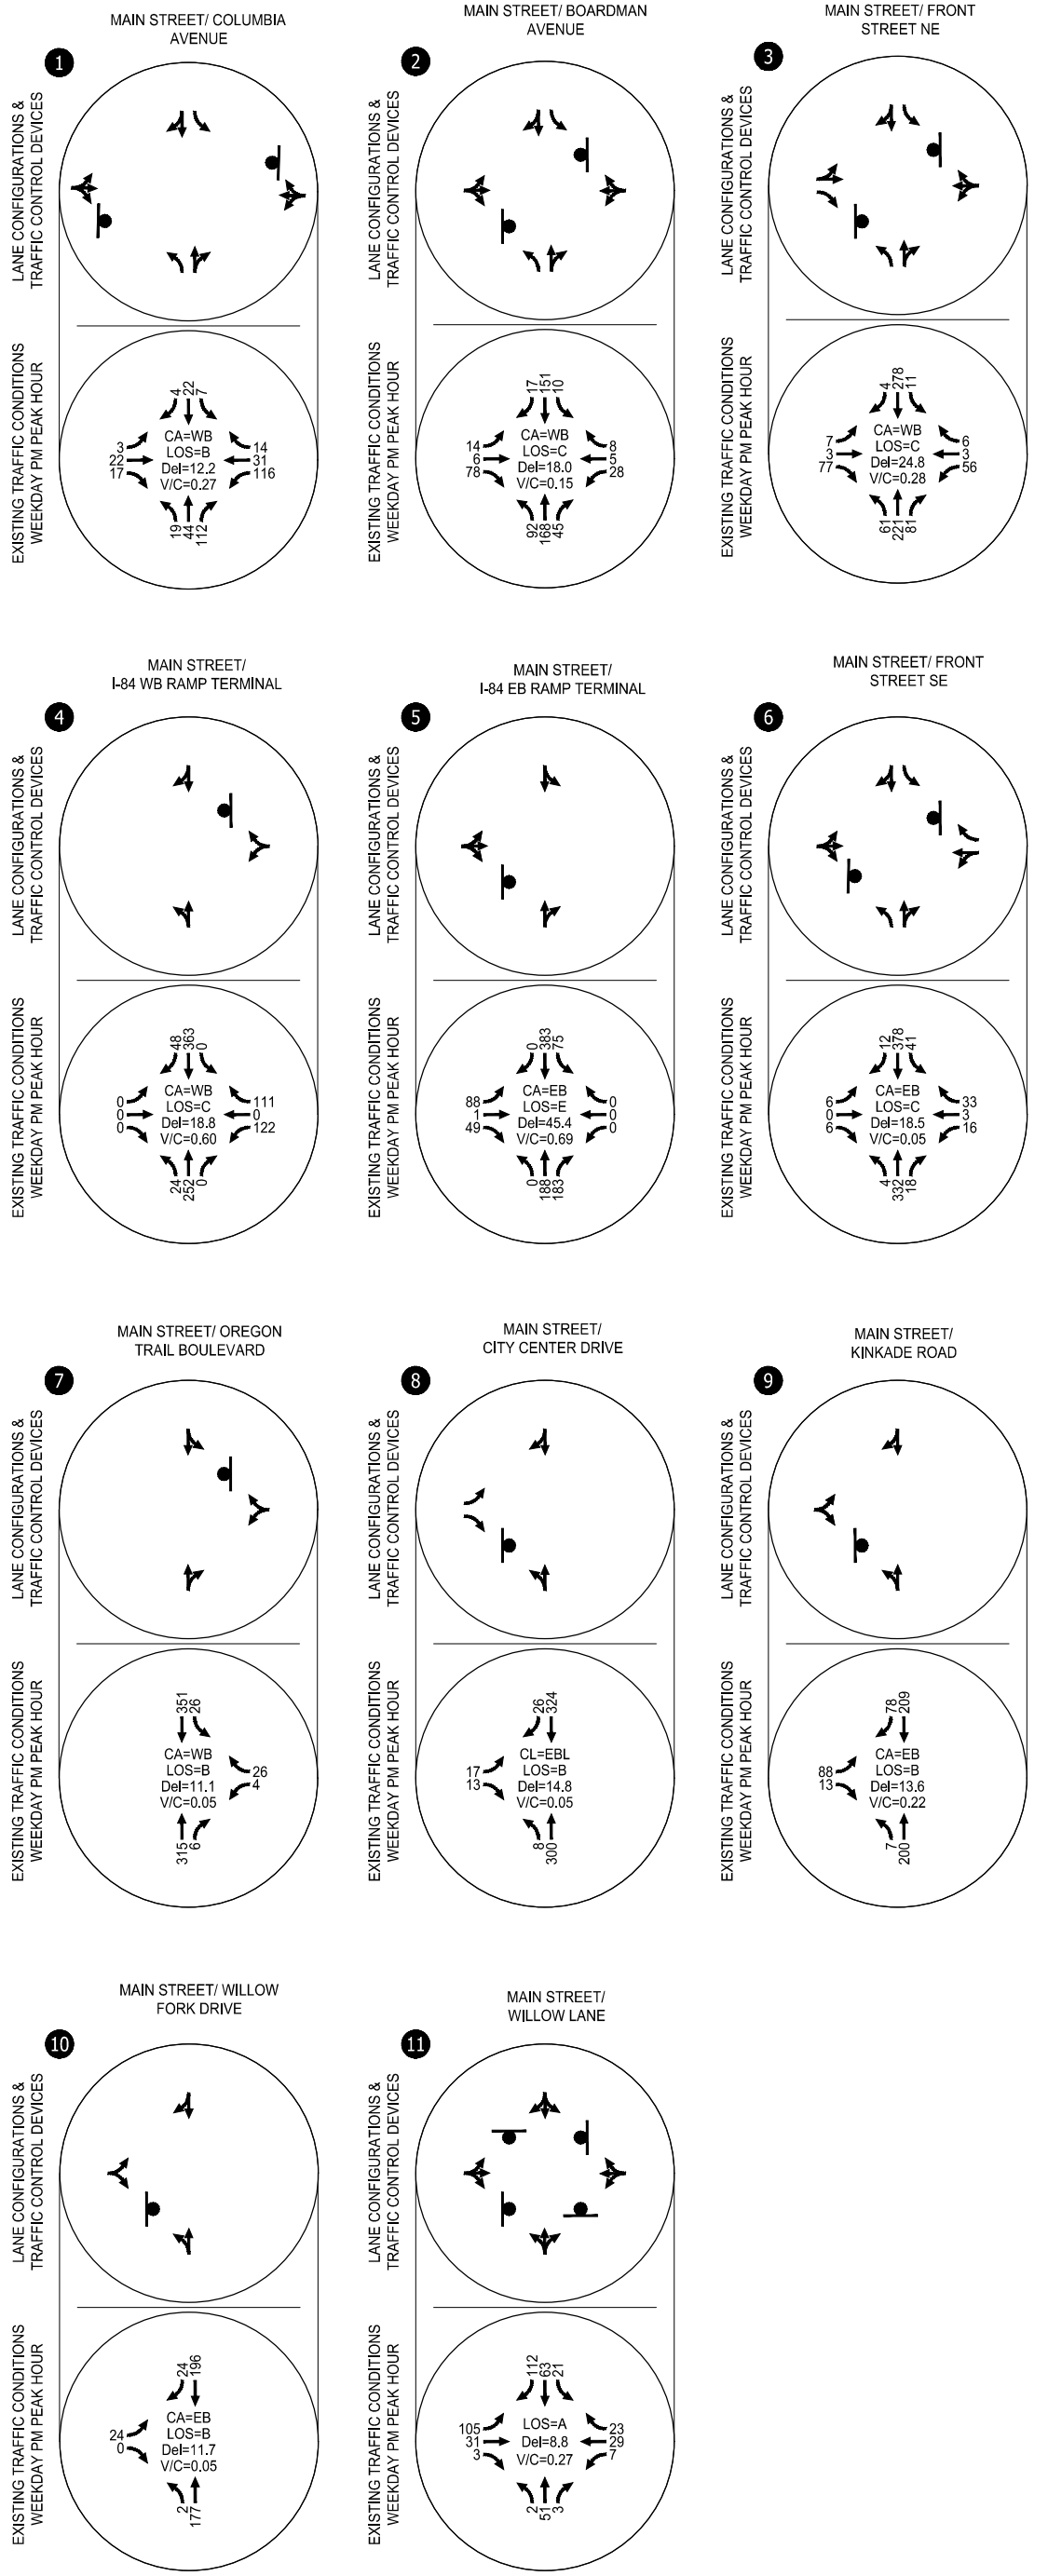 MAIN STREET/ COLUMBIA
AVENUE
1
LANE CONFIGURATIONS &
TRAFFIC CONTROL DEVICES
EXISTING TRAFFIC CONDITIONS
WEEKDAY PM PEAK HOUR
4
22
7
3
22
17
CA=WB
LOS=B
Del=12.2
V/C=0.27
14
31
116
19
44
112
MAIN STREET/ BOARDMAN
AVENUE
2
LANE CONFIGURATIONS &
TRAFFIC CONTROL DEVICES
EXISTING TRAFFIC CONDITIONS
WEEKDAY PM PEAK HOUR
17
151
10
14
6
78
CA=WB
LOS=C
Del=18.0
V/C=0.15
8
5
28
92
168
45
MAIN STREET/ FRONT
STREET NE
3
LANE CONFIGURATIONS &
TRAFFIC CONTROL DEVICES
EXISTING TRAFFIC CONDITIONS
WEEKDAY PM PEAK HOUR
4
278
11
7
3
77
CA=WB
LOS=C
Del=24.8
V/C=0.28
6
3
56
61
221
81
MAIN STREET/
I-84 WB RAMP TERMINAL
4
LANE CONFIGURATIONS &
TRAFFIC CONTROL DEVICES
EXISTING TRAFFIC CONDITIONS
WEEKDAY PM PEAK HOUR
48
363
0
0
0
0
CA=WB
LOS=C
Del=18.8
V/C=0.60
111
0
122
24
252
0
MAIN STREET/
I-84 EB RAMP TERMINAL
5
LANE CONFIGURATIONS &
TRAFFIC CONTROL DEVICES
EXISTING TRAFFIC CONDITIONS
WEEKDAY PM PEAK HOUR
0
383
75
88
1
49
CA=EB
LOS=E
Del=45.4
V/C=0.69
0
0
0
0
188
183
MAIN STREET/ FRONT
STREET SE
6
LANE CONFIGURATIONS &
TRAFFIC CONTROL DEVICES
EXISTING TRAFFIC CONDITIONS
WEEKDAY PM PEAK HOUR
12
378
41
6
0
6
CA=EB
LOS=C
Del=18.5
V/C=0.05
33
3
16
4
332
18
MAIN STREET/ OREGON
TRAIL BOULEVARD
7
LANE CONFIGURATIONS &
TRAFFIC CONTROL DEVICES
EXISTING TRAFFIC CONDITIONS
WEEKDAY PM PEAK HOUR
351
26
CA=WB
LOS=B
Del=11.1
V/C=0.05
26
4
315
6
MAIN STREET/
CITY CENTER DRIVE
8
LANE CONFIGURATIONS &
TRAFFIC CONTROL DEVICES
EXISTING TRAFFIC CONDITIONS
WEEKDAY PM PEAK HOUR
26
324
17
13
CL=EBL
LOS=B
Del=14.8
V/C=0.05
8
300
MAIN STREET/
KINKADE ROAD
9
LANE CONFIGURATIONS &
TRAFFIC CONTROL DEVICES
EXISTING TRAFFIC CONDITIONS
WEEKDAY PM PEAK HOUR
78
209
88
13
CA=EB
LOS=B
Del=13.6
V/C=0.22
7
200
MAIN STREET/ WILLOW
FORK DRIVE
10
LANE CONFIGURATIONS &
TRAFFIC CONTROL DEVICES
EXISTING TRAFFIC CONDITIONS
WEEKDAY PM PEAK HOUR
24
196
24
0
CA=EB
LOS=B
Del=11.7
V/C=0.05
2
177
MAIN STREET/
WILLOW LANE
11
LANE CONFIGURATIONS &
TRAFFIC CONTROL DEVICES
EXISTING TRAFFIC CONDITIONS
WEEKDAY PM PEAK HOUR
112
63
21
105
31
3
LOS=A
Del=8.8
V/C=0.27
23
29
7
2
51
3